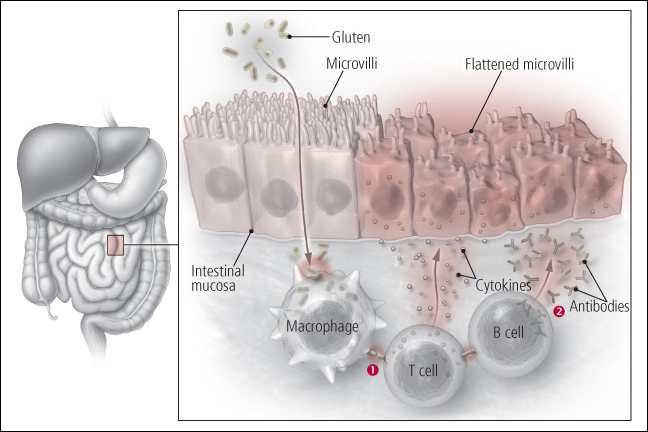 Gluten
Microvilli
Flattened microvilli
Intestinal
mucosa
Cytokines
Antibodies
Macrophage
B cell
2
1
T cell